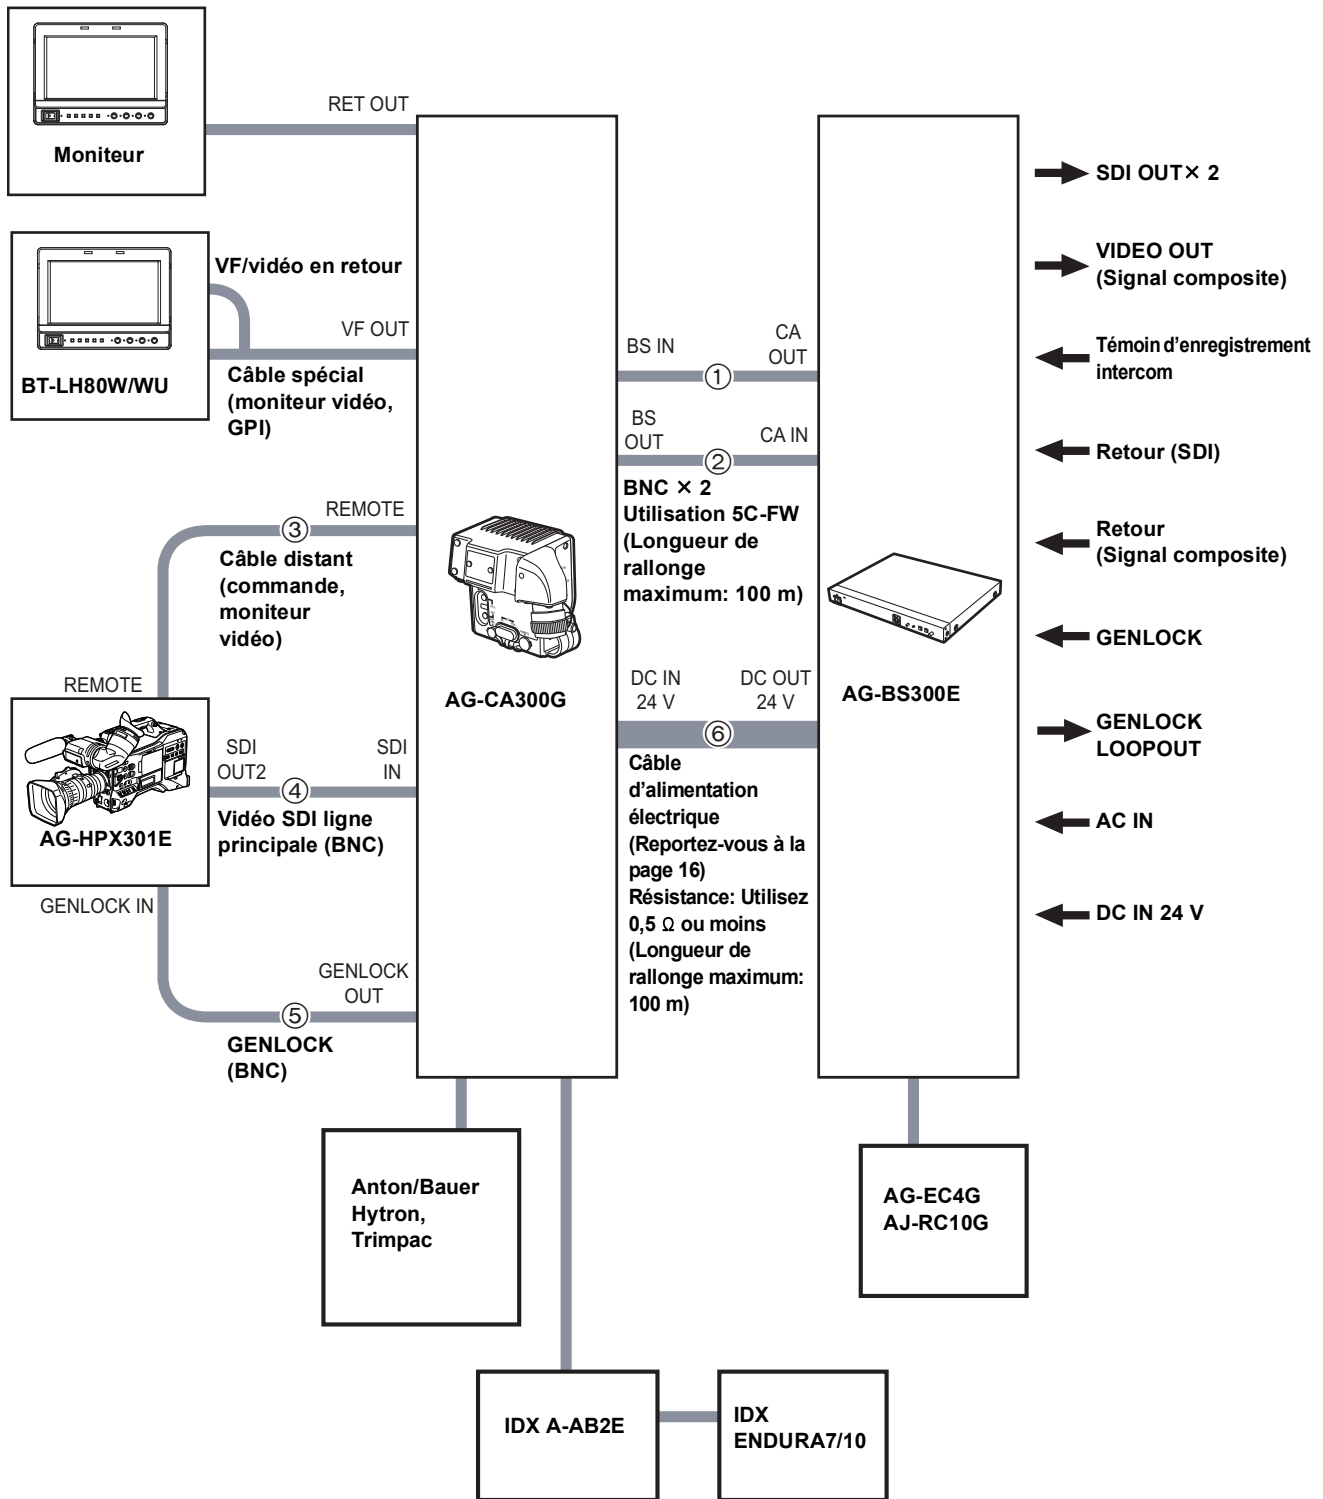 RET OUT
Moniteur
VF/vidéo en retour
VF OUT
BT-LH80W/WU
Câble spécial
(moniteur vidéo,
GPI)
REMOTE
③
Câble distant
(commande,
moniteur
vidéo)
REMOTE
SDI
OUT2
SDI
IN
④
AG-HPX301E
Vidéo SDI ligne
principale (BNC)
GENLOCK IN
GENLOCK
OUT
⑤
GENLOCK
(BNC)
AG-CA300G
BS IN
CA
OUT
①
BS
OUT
CA IN
②
BNC × 2
Utilisation 5C-FW
(Longueur de
rallonge
maximum: 100 m)
DC IN
24 V
DC OUT
24 V
⑥
Câble
d'alimentation
électrique
(Reportez-vous à la
page 16)
Résistance: Utilisez
0,5 Ω ou moins
(Longueur de
rallonge maximum:
100 m)
AG-BS300E
SDI OUT× 2
VIDEO OUT
(Signal composite)
Témoin d'enregistrement
intercom
Retour (SDI)
Retour
(Signal composite)
GENLOCK
GENLOCK
LOOPOUT
AC IN
DC IN 24 V
Anton/Bauer
Hytron,
Trimpac
AG-EC4G
AJ-RC10G
IDX A-AB2E
IDX
ENDURA7/10